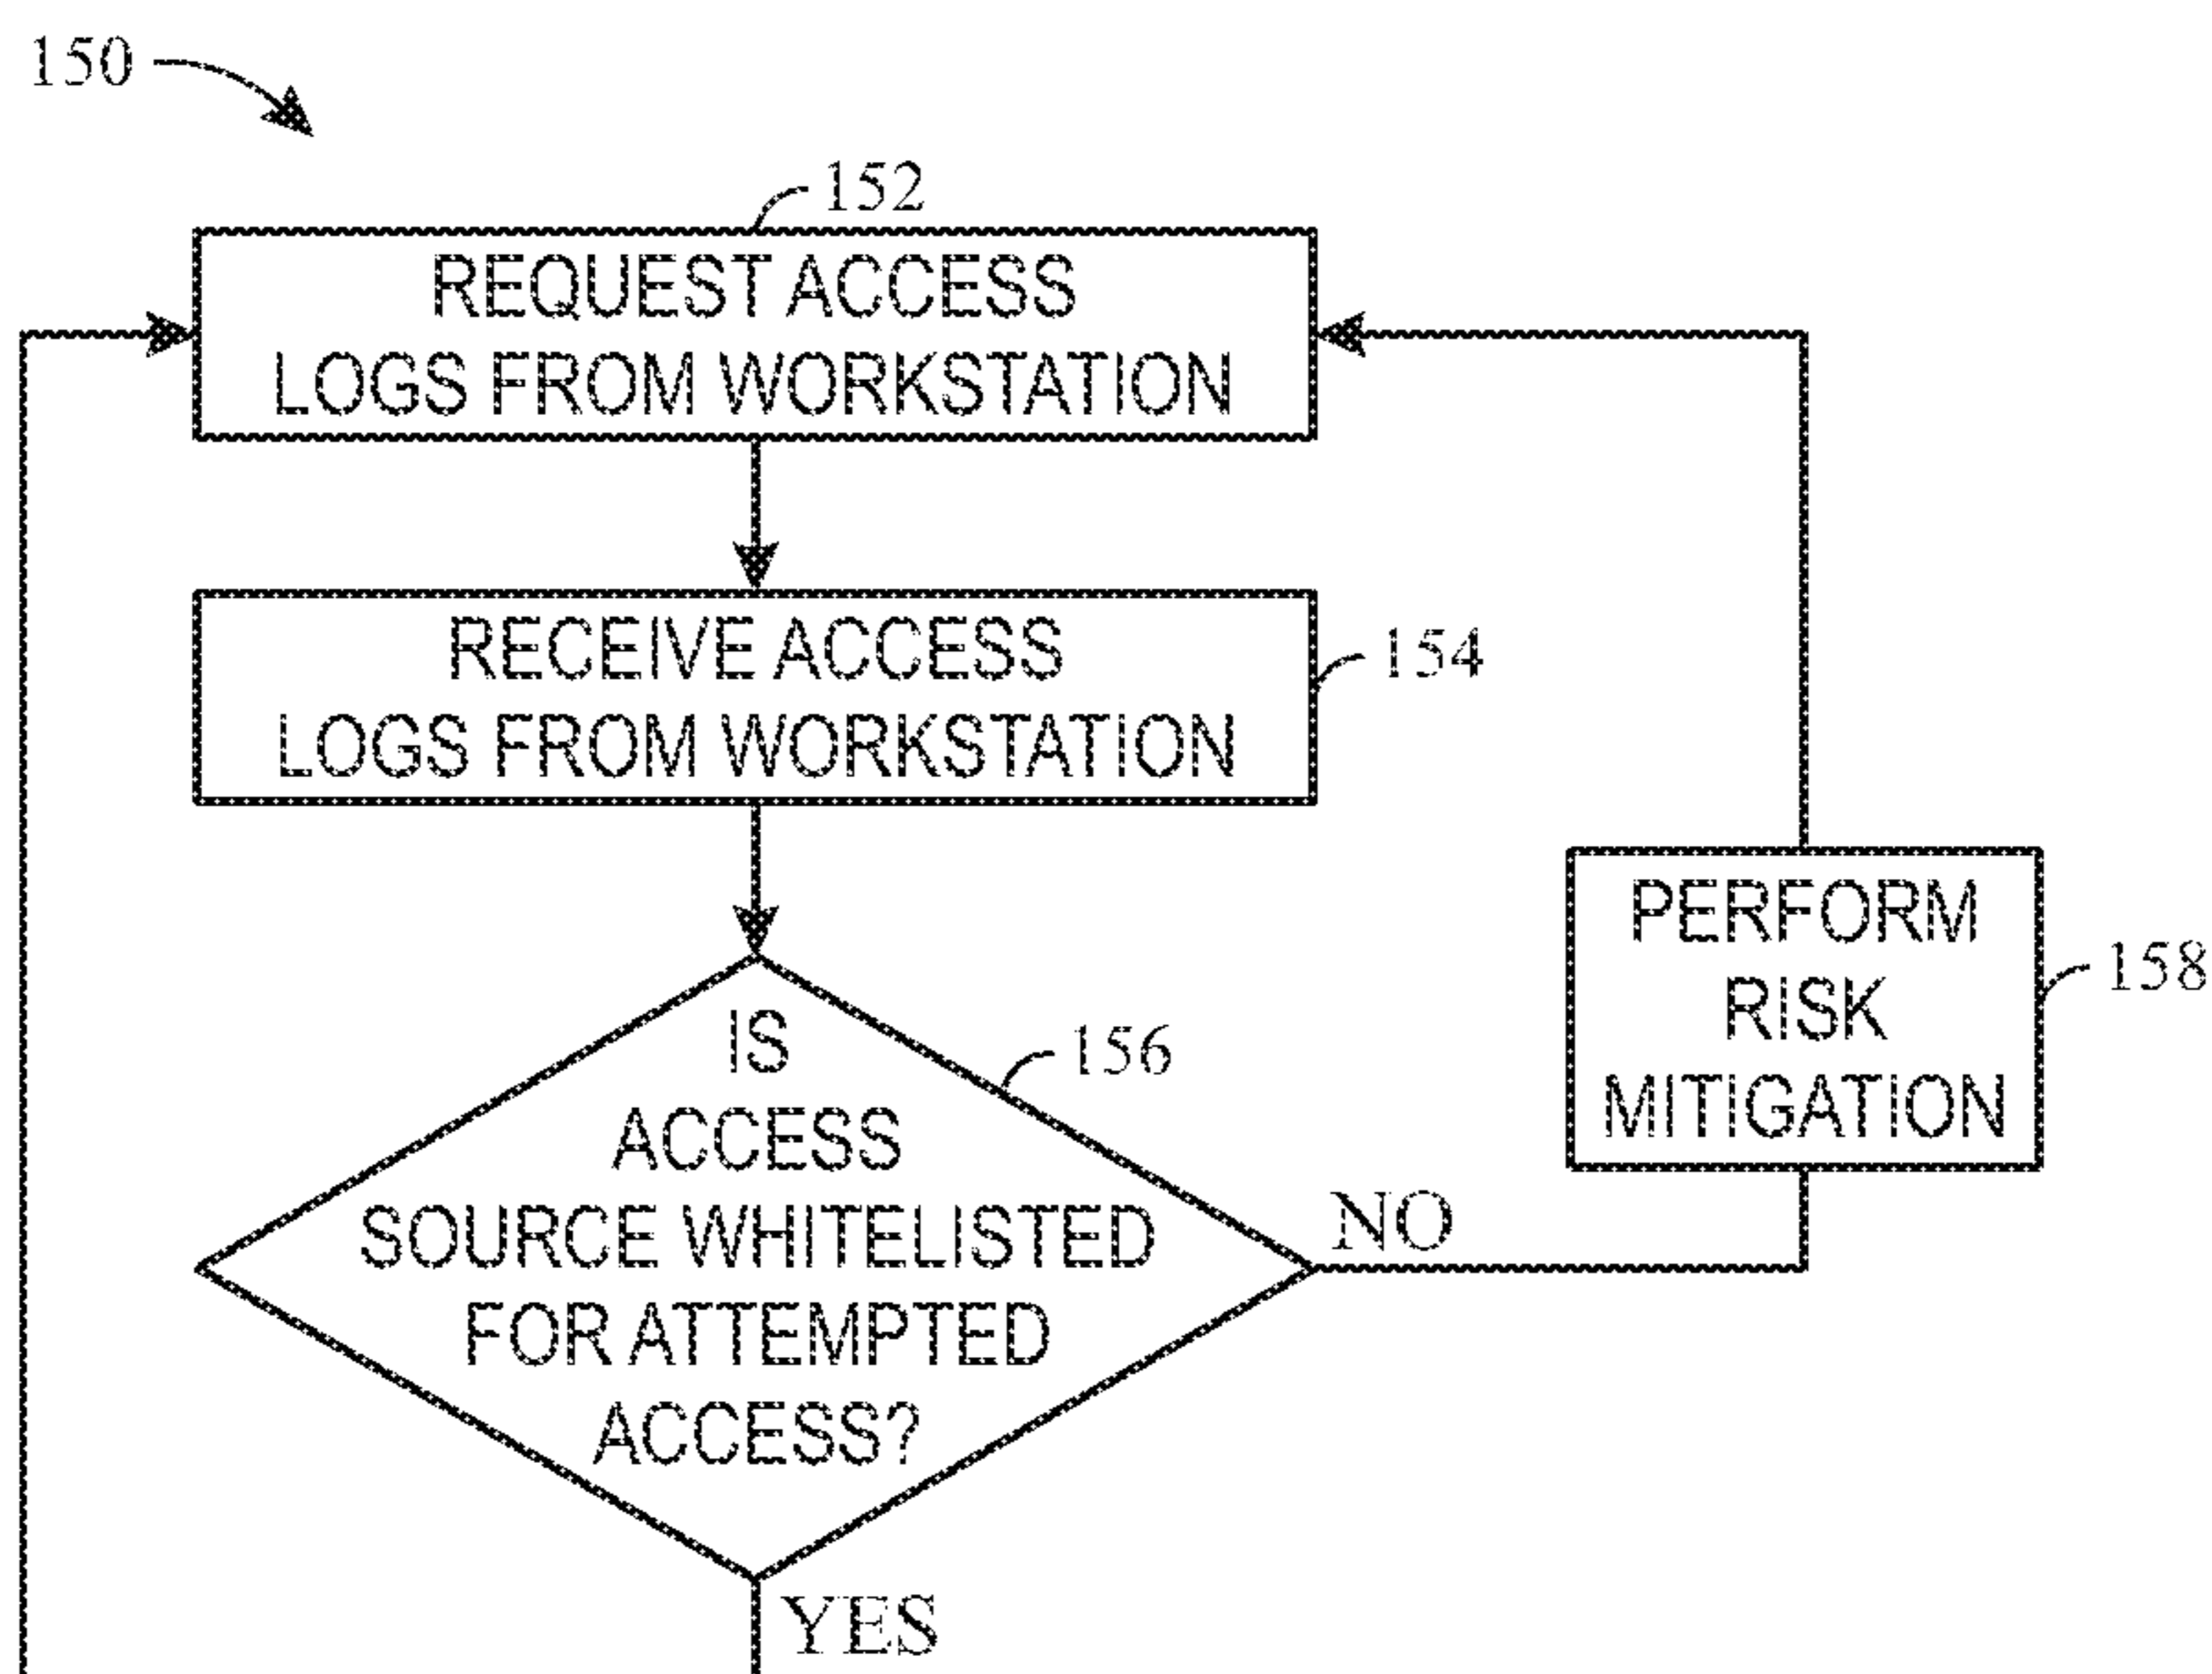 150
152
REQUEST ACCESS
LOGS FROM WORKSTATION
RECEIVE ACCESS
LOGS FROM WORKSTATION
154
IS
ACCESS
SOURCE WHITELISTED
FOR ATTEMPTED
ACCESS?
156
PERFORM
RISK
MITIGATION
158
NO
YES